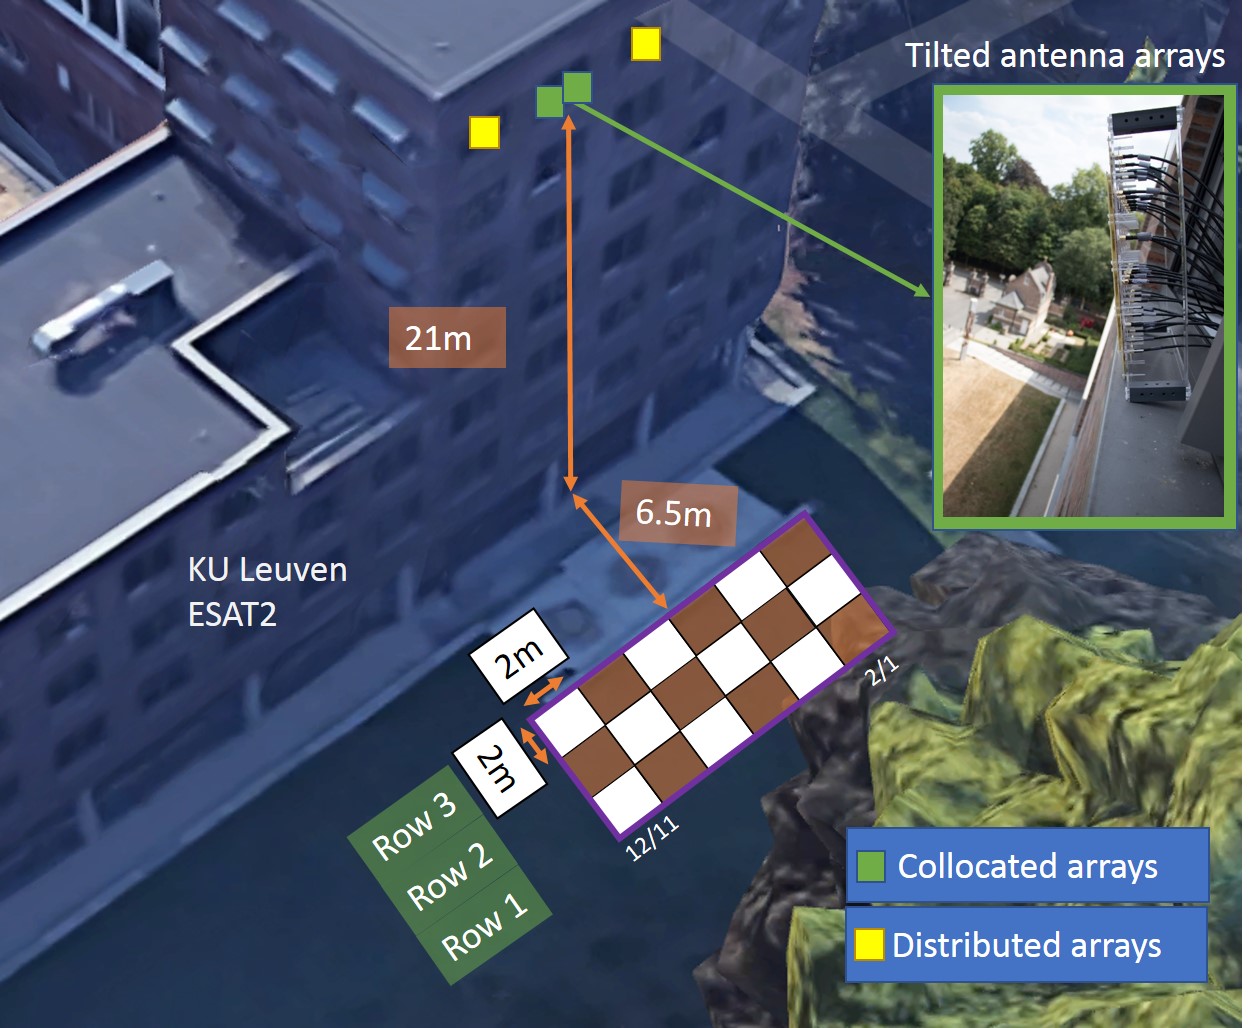 Tilted antenna arrays
21m
6.5m
KU Leuven
ESAT2
2m
2m
2/1
Row 3
Row 2
Row 1
12/11
Collocated arrays
Distributed arrays